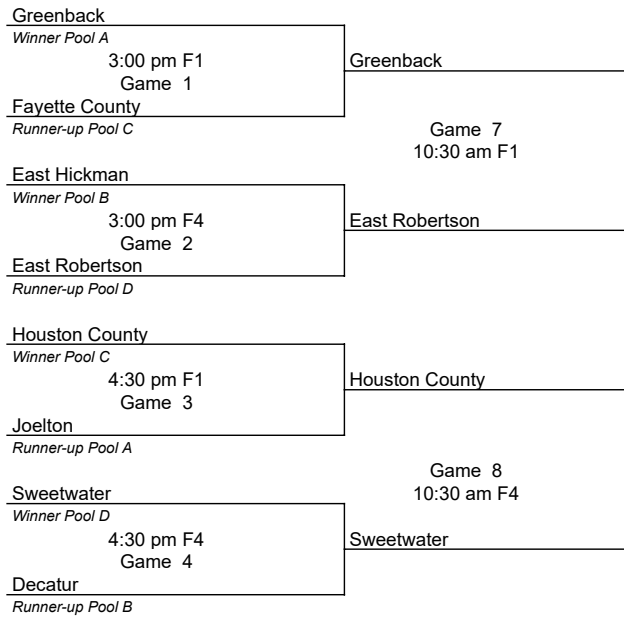 Greenback
Winner Pool A
3:00 pm F1
Greenback
Game 1
Fayette County
Runner-up Pool C
Game 7
10:30 am F1
East Hickman
Winner Pool B
3:00 pm F4
East Robertson
Game 2
East Robertson
Runner-up Pool D
Houston County
Winner Pool C
4:30 pm F1
Houston County
Game 3
Joelton
Runner-up Pool A
Game 8
10:30 am F4
Sweetwater
Winner Pool D
4:30 pm F4
Sweetwater
Game 4
Decatur
Runner-up Pool B